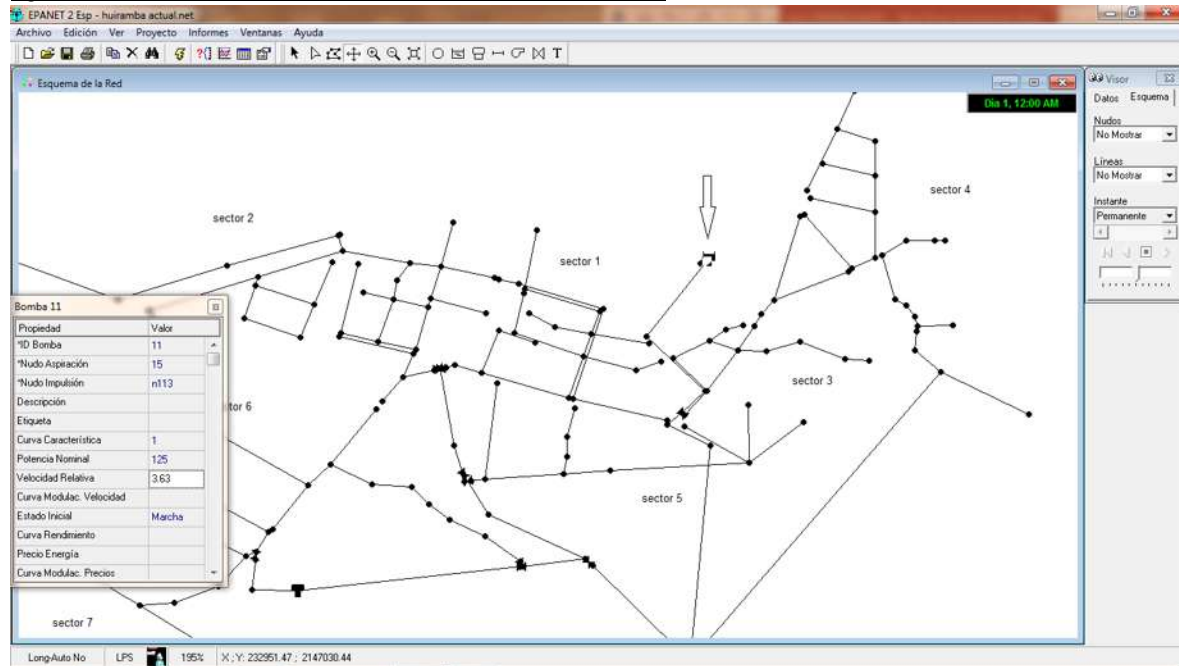 EPANET 2 Esp - huiramba actual.net
Archivo Edición Ver Proyecto Informes Ventanas Ayuda
T
Esquema de la Red
Día 1, 12:00 AM
Visor
Datos Esquema
Nudos
No Mostrar
Líneas
No Mostrar
Instante
Permanente
sector 4
sector 2
sector 1
sector 3
sector 5
tor 6
sector 7
Bomba 11
Propiedad Valor
*ID Bomba 11
*Nudo Aspiración 15
*Nudo Impulsión n113
Descripción
Etiqueta
Curva Característica 1
Potencia Nominal 125
Velocidad Relativa 3.63
Curva Modulac. Velocidad
Estado Inicial Marcha
Curva Rendimiento
Precio Energía
Curva Modulac. Precios
Long-Auto No LPS 195% X ; Y: 232951.47 ; 2147030.44